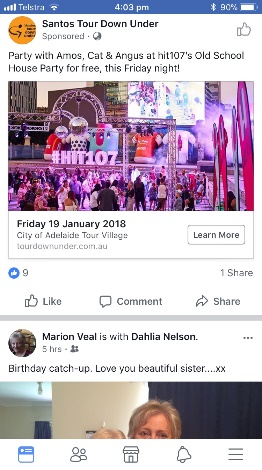 Telstra 4:03 pm 90%
Santos Tour Down Under
Sponsored ·
Party with Amos, Cat & Angus at hit107's Old School
House Party for free, this Friday night!
#HIT107
Friday 19 January 2018
City of Adelaide Tour Village
tourdownunder.com.au
Learn More
9 1 Share
Like Comment Share
Marion Veal is with Dahlia Nelson.
5 hrs ·
Birthday catch-up. Love you beautiful sister....xx